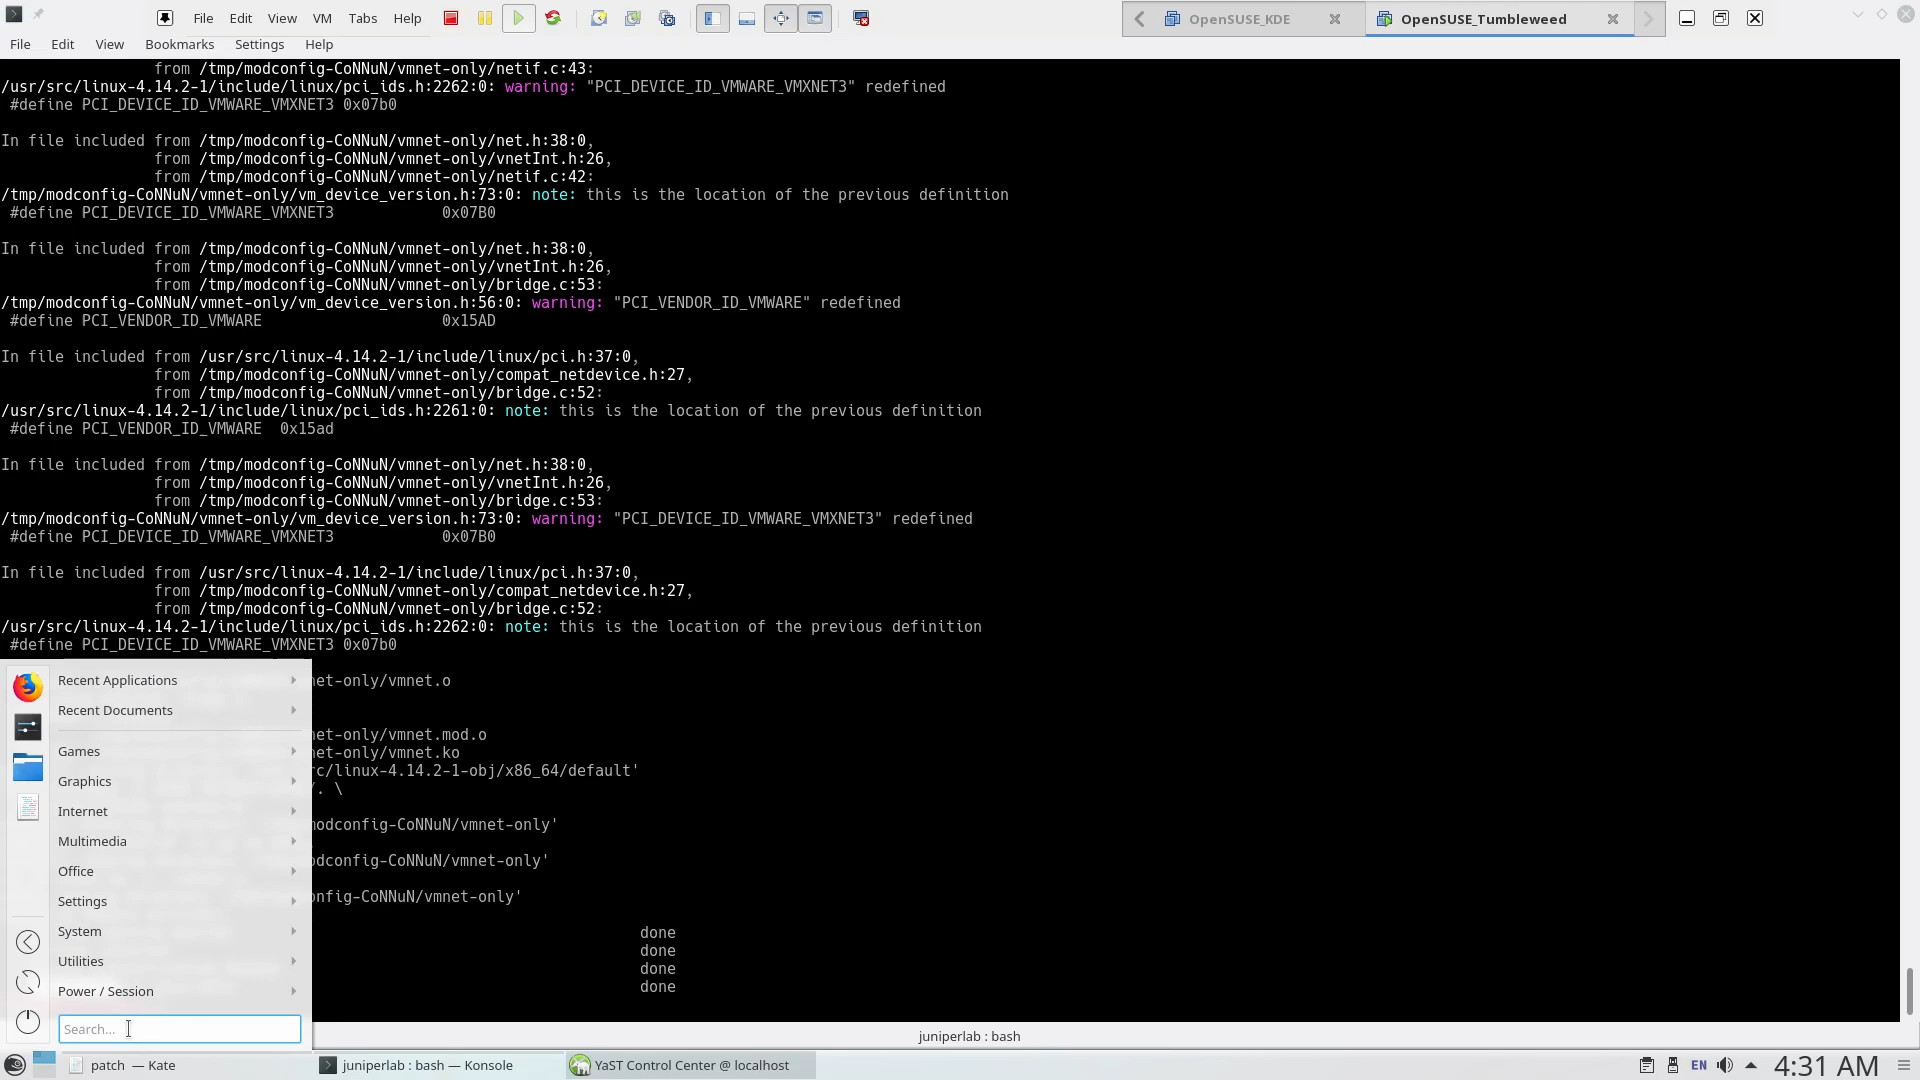 File Edit View VM Tabs Help
OpenSUSE_KDE
OpenSUSE_Tumbleweed
File Edit View Bookmarks Settings Help
from /tmp/modconfig-CoNNuN/vmnet-only/netif.c:43:
/usr/src/linux-4.14.2-1/include/linux/pci_ids.h:2262:0: warning: "PCI_DEVICE_ID_VMWARE_VMXNET3" redefined
#define PCI_DEVICE_ID_VMWARE_VMXNET3 0x07b0
In file included from /tmp/modconfig-CoNNuN/vmnet-only/net.h:38:0,
from /tmp/modconfig-CoNNuN/vmnet-only/vnetInt.h:26,
from /tmp/modconfig-CoNNuN/vmnet-only/netif.c:42:
/tmp/modconfig-CoNNuN/vmnet-only/vm_device_version.h:73:0: note: this is the location of the previous definition
#define PCI_DEVICE_ID_VMWARE_VMXNET3 0x07B0
In file included from /tmp/modconfig-CoNNuN/vmnet-only/net.h:38:0,
from /tmp/modconfig-CoNNuN/vmnet-only/vnetInt.h:26,
from /tmp/modconfig-CoNNuN/vmnet-only/bridge.c:53:
/tmp/modconfig-CoNNuN/vmnet-only/vm_device_version.h:56:0: warning: "PCI_VENDOR_ID_VMWARE" redefined
#define PCI_VENDOR_ID_VMWARE 0x15AD
In file included from /usr/src/linux-4.14.2-1/include/linux/pci.h:37:0,
from /tmp/modconfig-CoNNuN/vmnet-only/compat_netdevice.h:27,
from /tmp/modconfig-CoNNuN/vmnet-only/bridge.c:52:
/usr/src/linux-4.14.2-1/include/linux/pci_ids.h:2261:0: note: this is the location of the previous definition
#define PCI_VENDOR_ID_VMWARE 0x15ad
In file included from /tmp/modconfig-CoNNuN/vmnet-only/net.h:38:0,
from /tmp/modconfig-CoNNuN/vmnet-only/vnetInt.h:26,
from /tmp/modconfig-CoNNuN/vmnet-only/bridge.c:53:
/tmp/modconfig-CoNNuN/vmnet-only/vm_device_version.h:73:0: warning: "PCI_DEVICE_ID_VMWARE_VMXNET3" redefined
#define PCI_DEVICE_ID_VMWARE_VMXNET3 0x07B0
In file included from /usr/src/linux-4.14.2-1/include/linux/pci.h:37:0,
from /tmp/modconfig-CoNNuN/vmnet-only/compat_netdevice.h:27,
from /tmp/modconfig-CoNNuN/vmnet-only/bridge.c:52:
/usr/src/linux-4.14.2-1/include/linux/pci_ids.h:2262:0: note: this is the location of the previous definition
#define PCI_DEVICE_ID_VMWARE_VMXNET3 0x07b0
Recent Applications
et-only/vmnet.o
Recent Documents
et-only/vmnet.mod.o
Games
et-only/vmnet.ko
rc/linux-4.14.2-1-obj/x86_64/default'
Graphics
. \
Internet
modconfig-CoNNuN/vmnet-only'
Multimedia
odconfig-CoNNuN/vmnet-only'
Office
nfig-CoNNuN/vmnet-only'
Settings
System
done
done
Utilities
done
done
Power / Session
Search...
juniperlab : bash
patch — Kate
juniperlab : bash — Konsole
YaST Control Center @ localhost
EN
4:31 AM